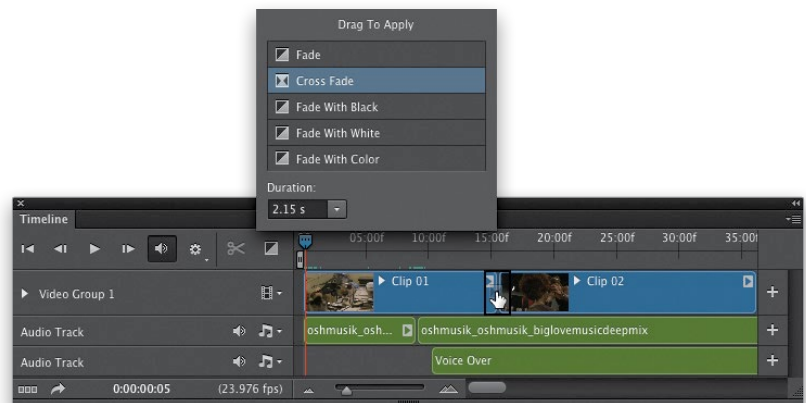 Drag To Apply
Fade
Cross Fade
Fade With Black
Fade With White
Fade With Color
Duration:
2.15 s
Timeline
05:00f 10:00f 15:00f 20:00f 25:00f 30:00f 35:00f
Video Group 1
Clip 01
Clip 02
Audio Track
oshmusik_osh...
oshmusik_oshmusik_biglovemusicdeepmix
Audio Track
Voice Over
0:00:00:05 (23.976 fps)